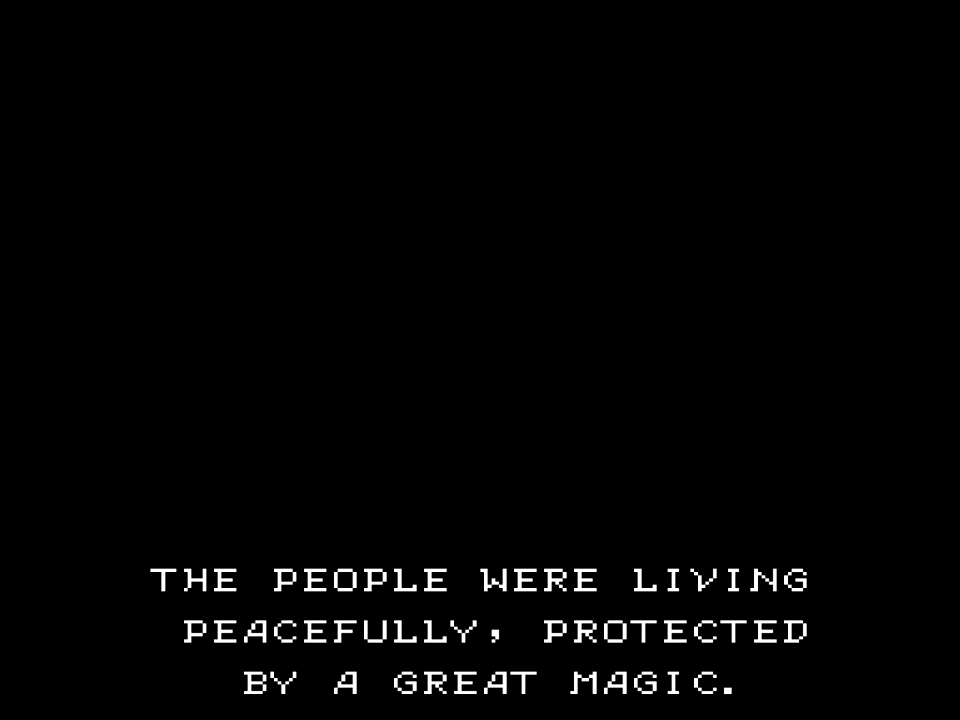 THE PEOPLE WERE LIVING
PEACEFULLY, PROTECTED
BY A GREAT MAGIC.